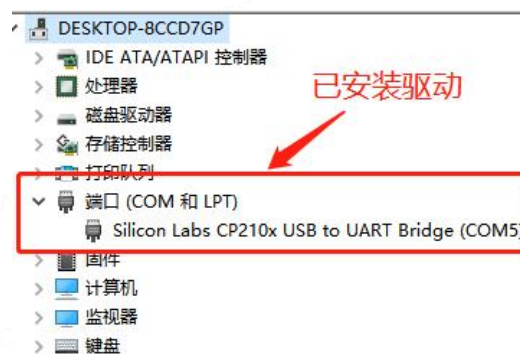 DESKTOP-8CCD7GP
IDE ATA/ATAPI 控制器
处理器
已安装驱动
磁盘驱动器
存储控制器
打印队列
端口 (COM 和 LPT)
Silicon Labs CP210x USB to UART Bridge (COM5)
固件
计算机
监视器
键盘